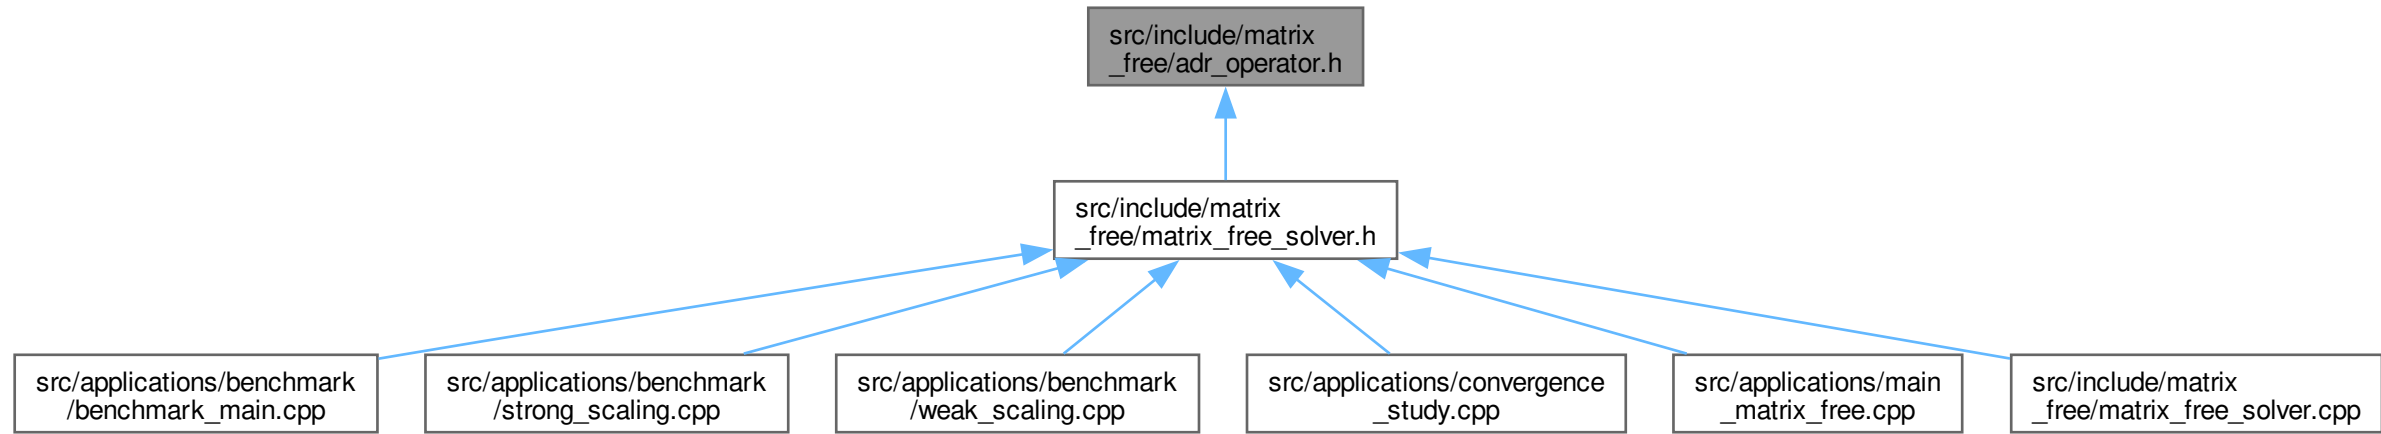 src/include/matrix
_free/adr_operator.h
src/include/matrix
_free/matrix_free_solver.h
src/applications/benchmark
/benchmark_main.cpp
src/applications/benchmark
/strong_scaling.cpp
src/applications/benchmark
/weak_scaling.cpp
src/applications/convergence
_study.cpp
src/applications/main
_matrix_free.cpp
src/include/matrix
_free/matrix_free_solver.cpp